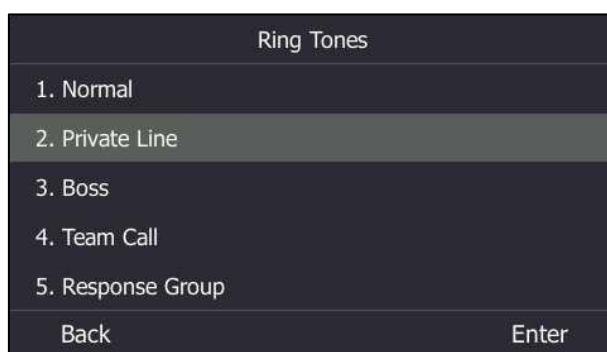 Ring Tones
1. Normal
2. Private Line
3. Boss
4. Team Call
5. Response Group
Back Enter